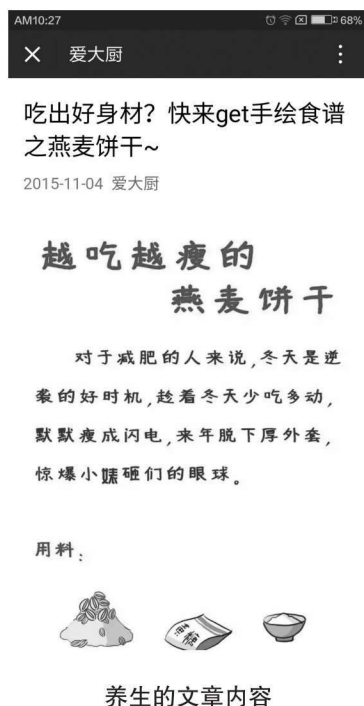 AM10:27
68%
爱大厨
吃出好身材？快来get手绘食谱
之燕麦饼干~
2015-11-04 爱大厨
越吃越瘦的
燕麦饼干
对于减肥的人来说,冬天是逆
袭的好时机,趁着冬天少吃多动,
默默瘦成闪电,来年脱下厚外套,
惊爆小婊砸们的眼球。
用料:
养生的文章内容